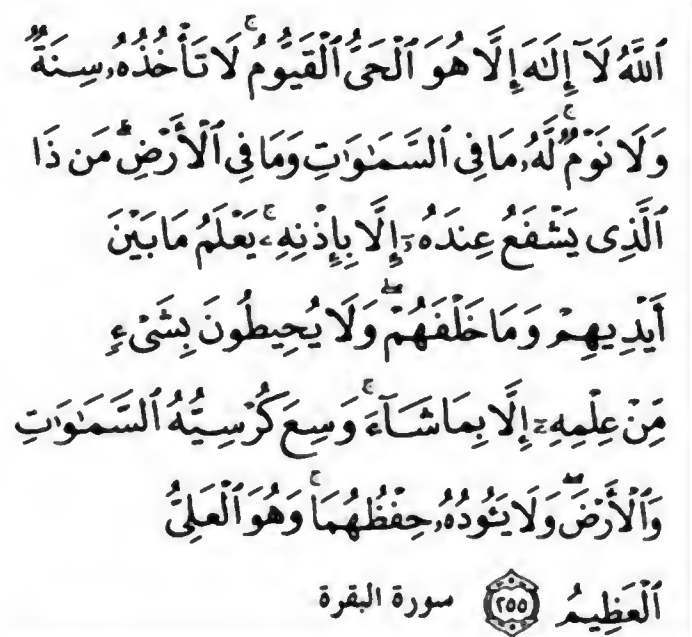 ٱللَّهُ لَآ إِلَـٰهَ إِلَّا هُوَ ٱلْحَىُّ ٱلْقَيُّومُ ۚ لَا تَأْخُذُهُۥ سِنَةٌ
وَلَا نَوْمٌ ۚ لَّهُۥ مَا فِى ٱلسَّمَـٰوَٰتِ وَمَا فِى ٱلْأَرْضِ ۗ مَن ذَا
ٱلَّذِى يَشْفَعُ عِندَهُۥٓ إِلَّا بِإِذْنِهِۦ ۚ يَعْلَمُ مَا بَيْنَ
أَيْدِيهِمْ وَمَا خَلْفَهُمْ ۖ وَلَا يُحِيطُونَ بِشَىْءٍ
مِّنْ عِلْمِهِۦٓ إِلَّا بِمَا شَآءَ ۚ وَسِعَ كُرْسِيُّهُ ٱلسَّمَـٰوَٰتِ
وَٱلْأَرْضَ ۖ وَلَا يَـُٔودُهُۥ حِفْظُهُمَا ۚ وَهُوَ ٱلْعَلِىُّ
ٱلْعَظِيمُ ٢٥٥ سورة البقرة